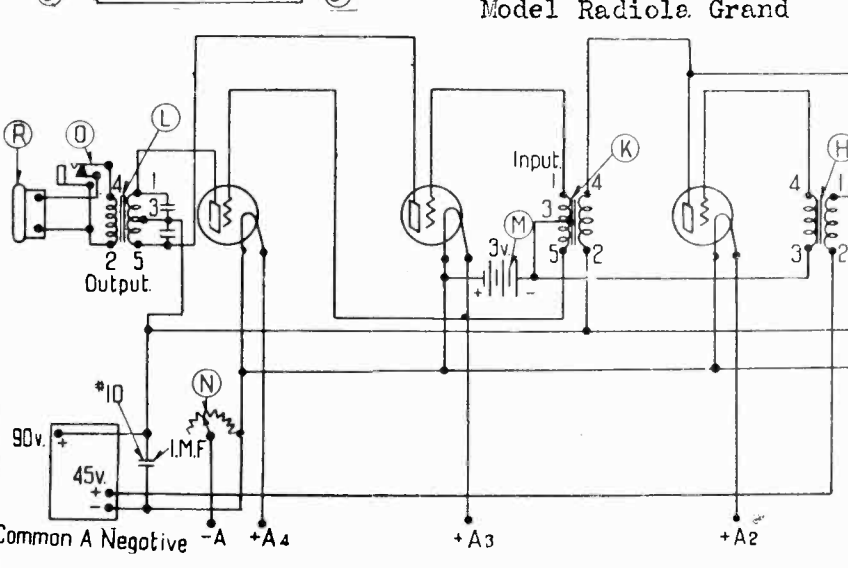 Model Radiola Grand
R
O
L
4
1
3
2
5
Output.
Input.
1
4
3
5
2
K
M
3v.
+
-
H
4
1
3
2
#10
N
1.M.F
90v.
+
45v.
+
-
Common A Negative
-A
+A4
+A3
+A2